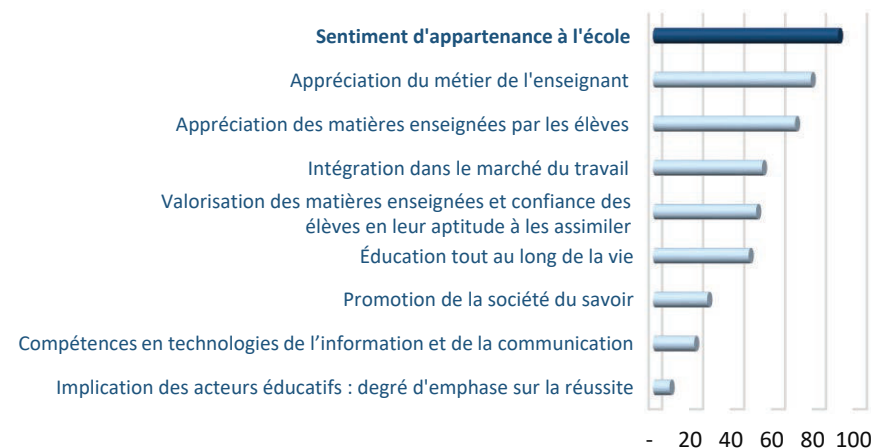 Sentiment d'appartenance à l'école
Appréciation du métier de l'enseignant
Appréciation des matières enseignées par les élèves
Intégration dans le marché du travail
Valorisation des matières enseignées et confiance des
élèves en leur aptitude à les assimiler
Éducation tout au long de la vie
Promotion de la société du savoir
Compétences en technologies de l’information et de la communication
Implication des acteurs éducatifs : degré d'emphase sur la réussite
- 20 40 60 80 100